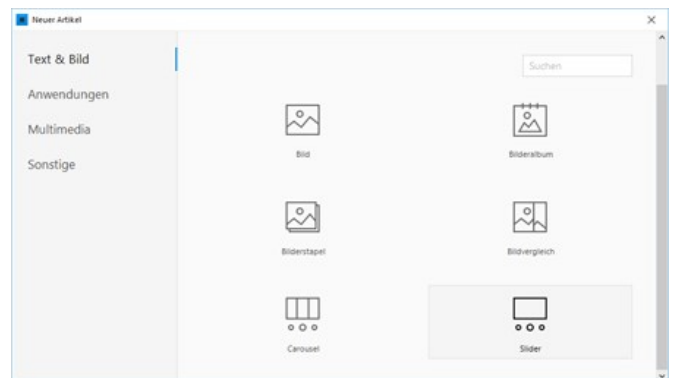 Neuer Artikel
Text & Bild
Anwendungen
Multimedia
Sonstige
Suchen
Bild
Bilderalbum
Bilderstapel
Bildvergleich
Carousel
Slider